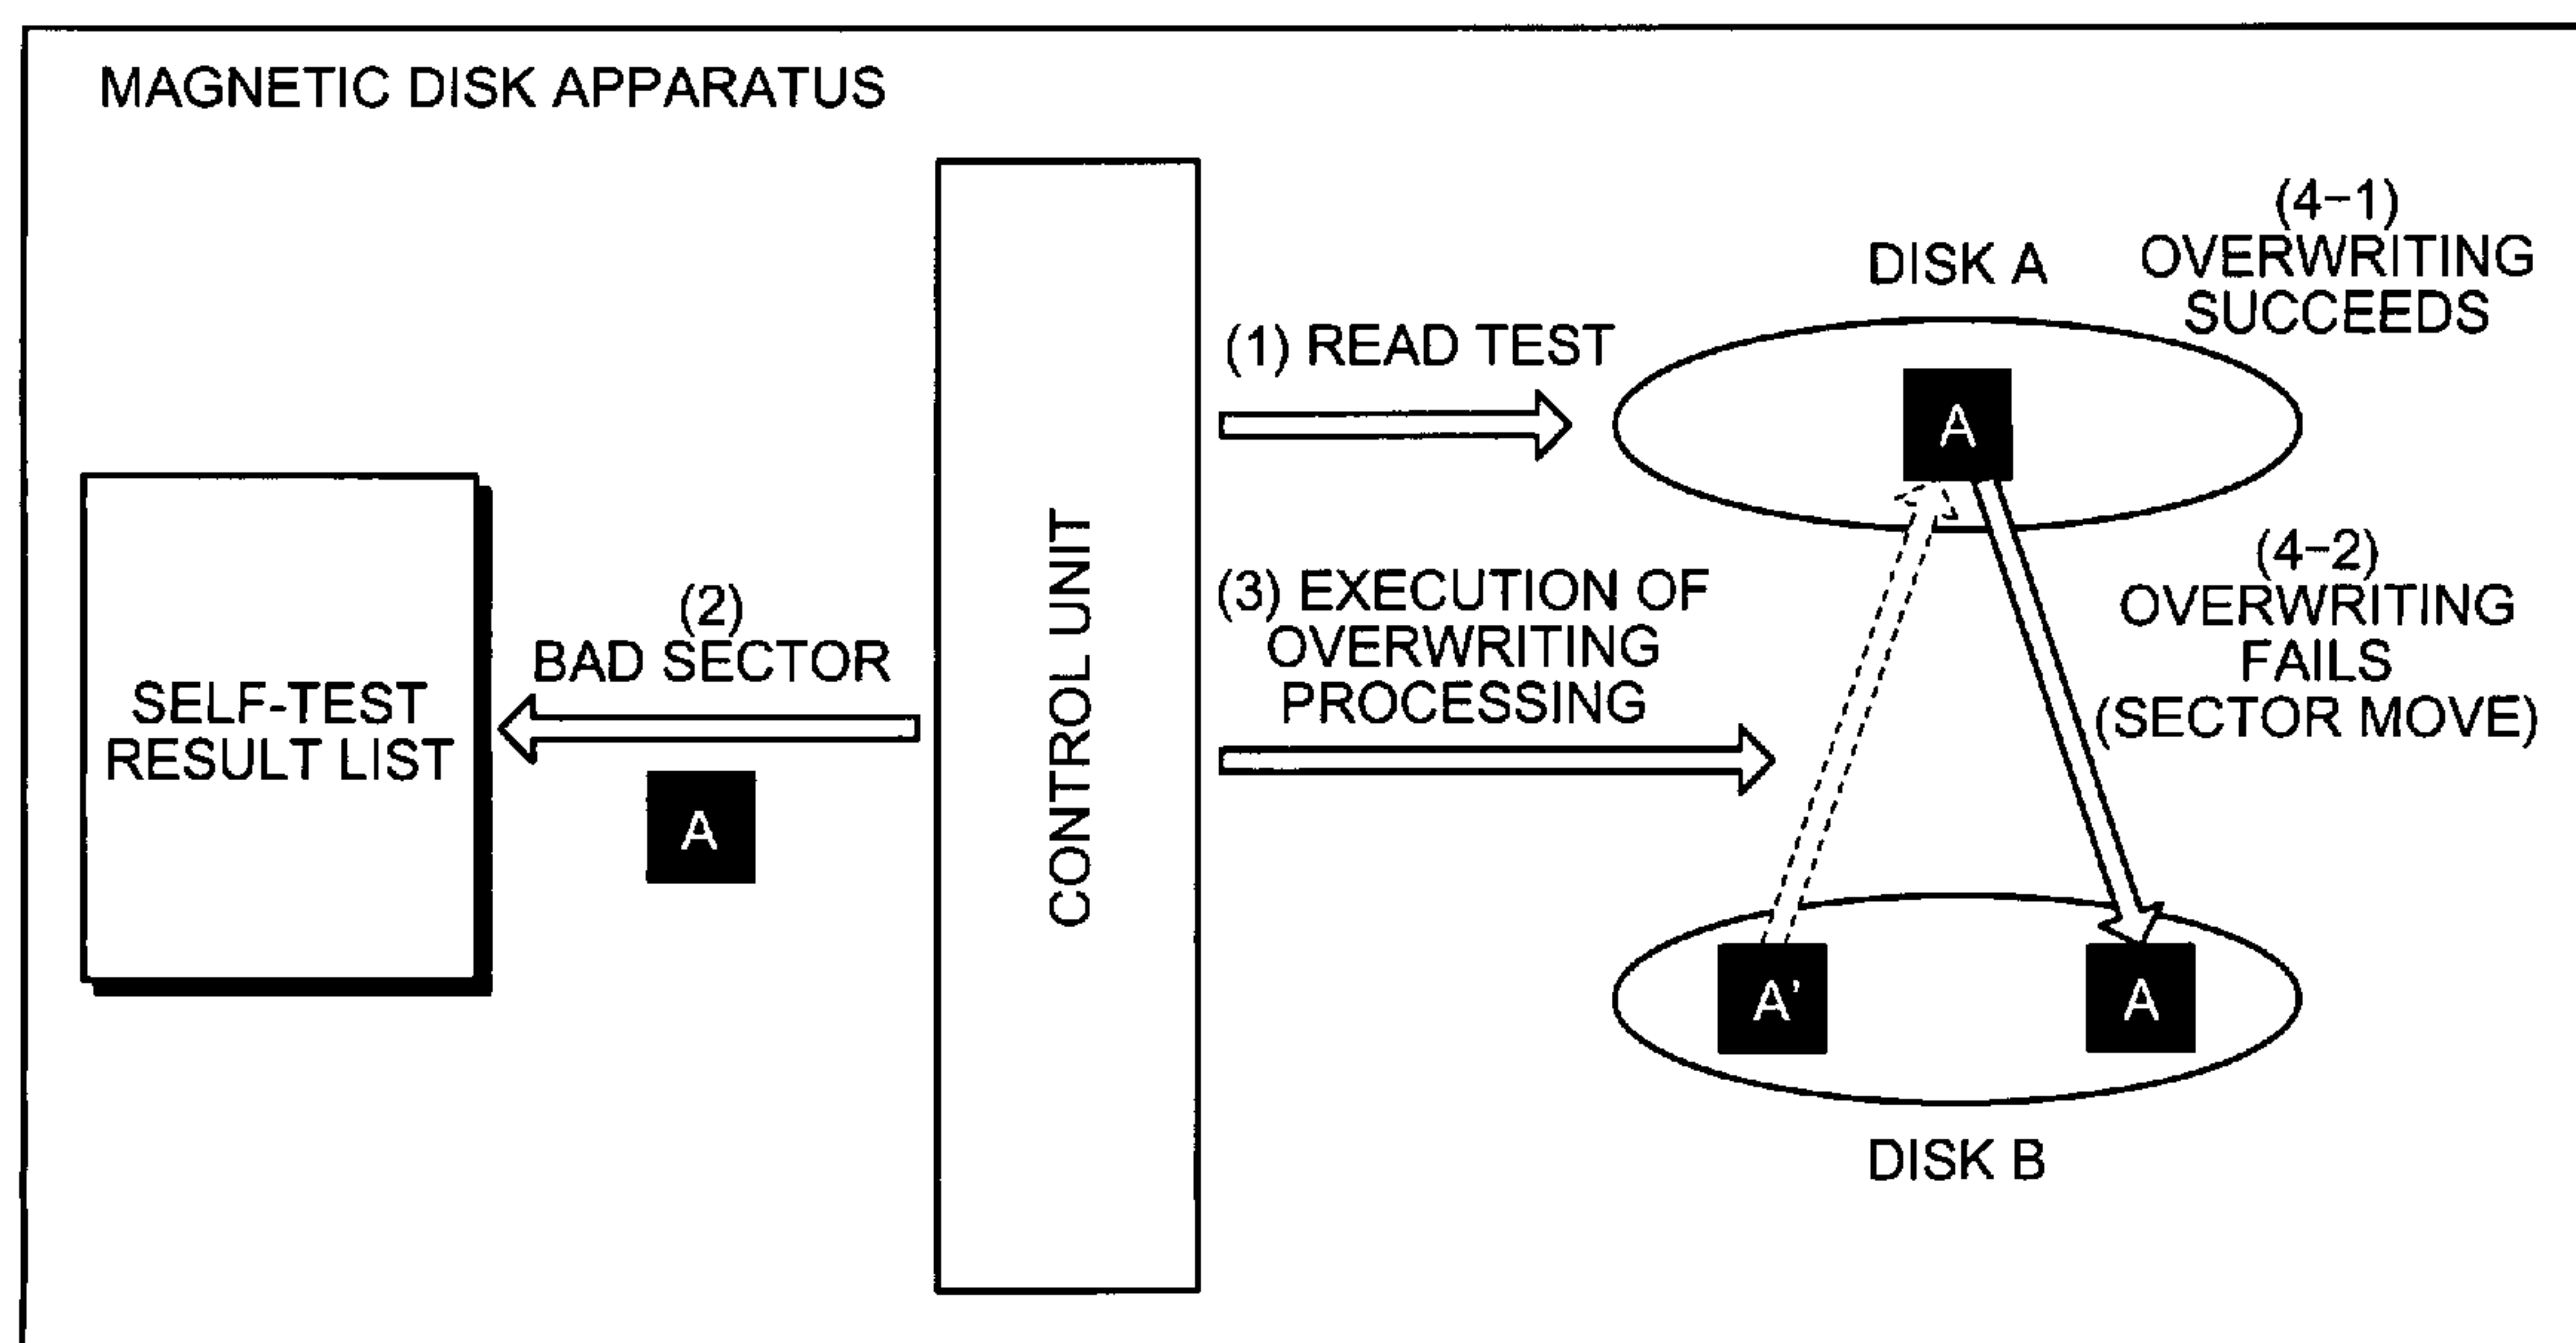 MAGNETIC DISK APPARATUS
(4-1)
OVERWRITING
SUCCEEDS
DISK A
(1) READ TEST
A
(4-2)
OVERWRITING
FAILS
(SECTOR MOVE)
(3) EXECUTION OF
OVERWRITING
PROCESSING
CONTROL UNIT
(2)
BAD SECTOR
A
SELF-TEST
RESULT LIST
A'
A
DISK B